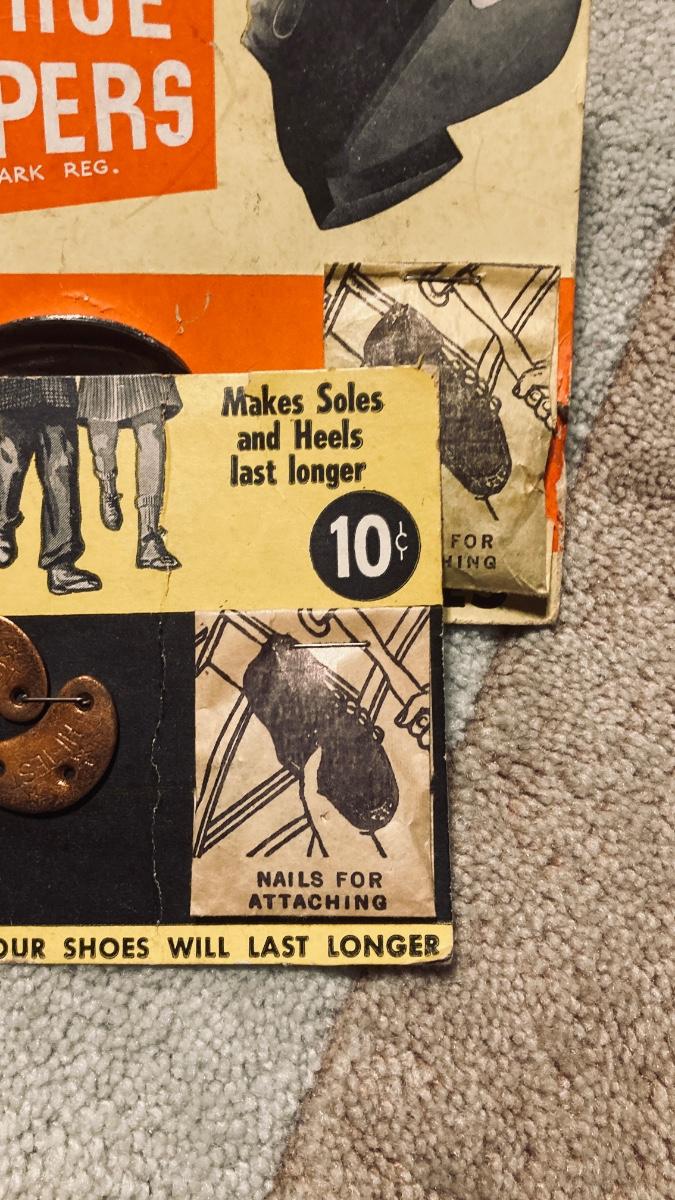 PERS
ARK REG.
Makes Soles
and Heels
last longer
10¢
FOR
HING
NAILS FOR
ATTACHING
OUR SHOES WILL LAST LONGER